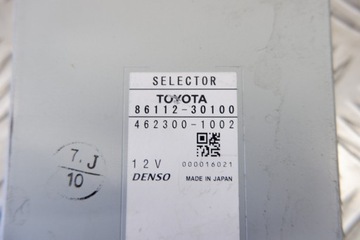 SELECTOR
TOYOTA
86112-30100
462300-1002
12V
000016021
DENSO
MADE IN JAPAN
7. J
10